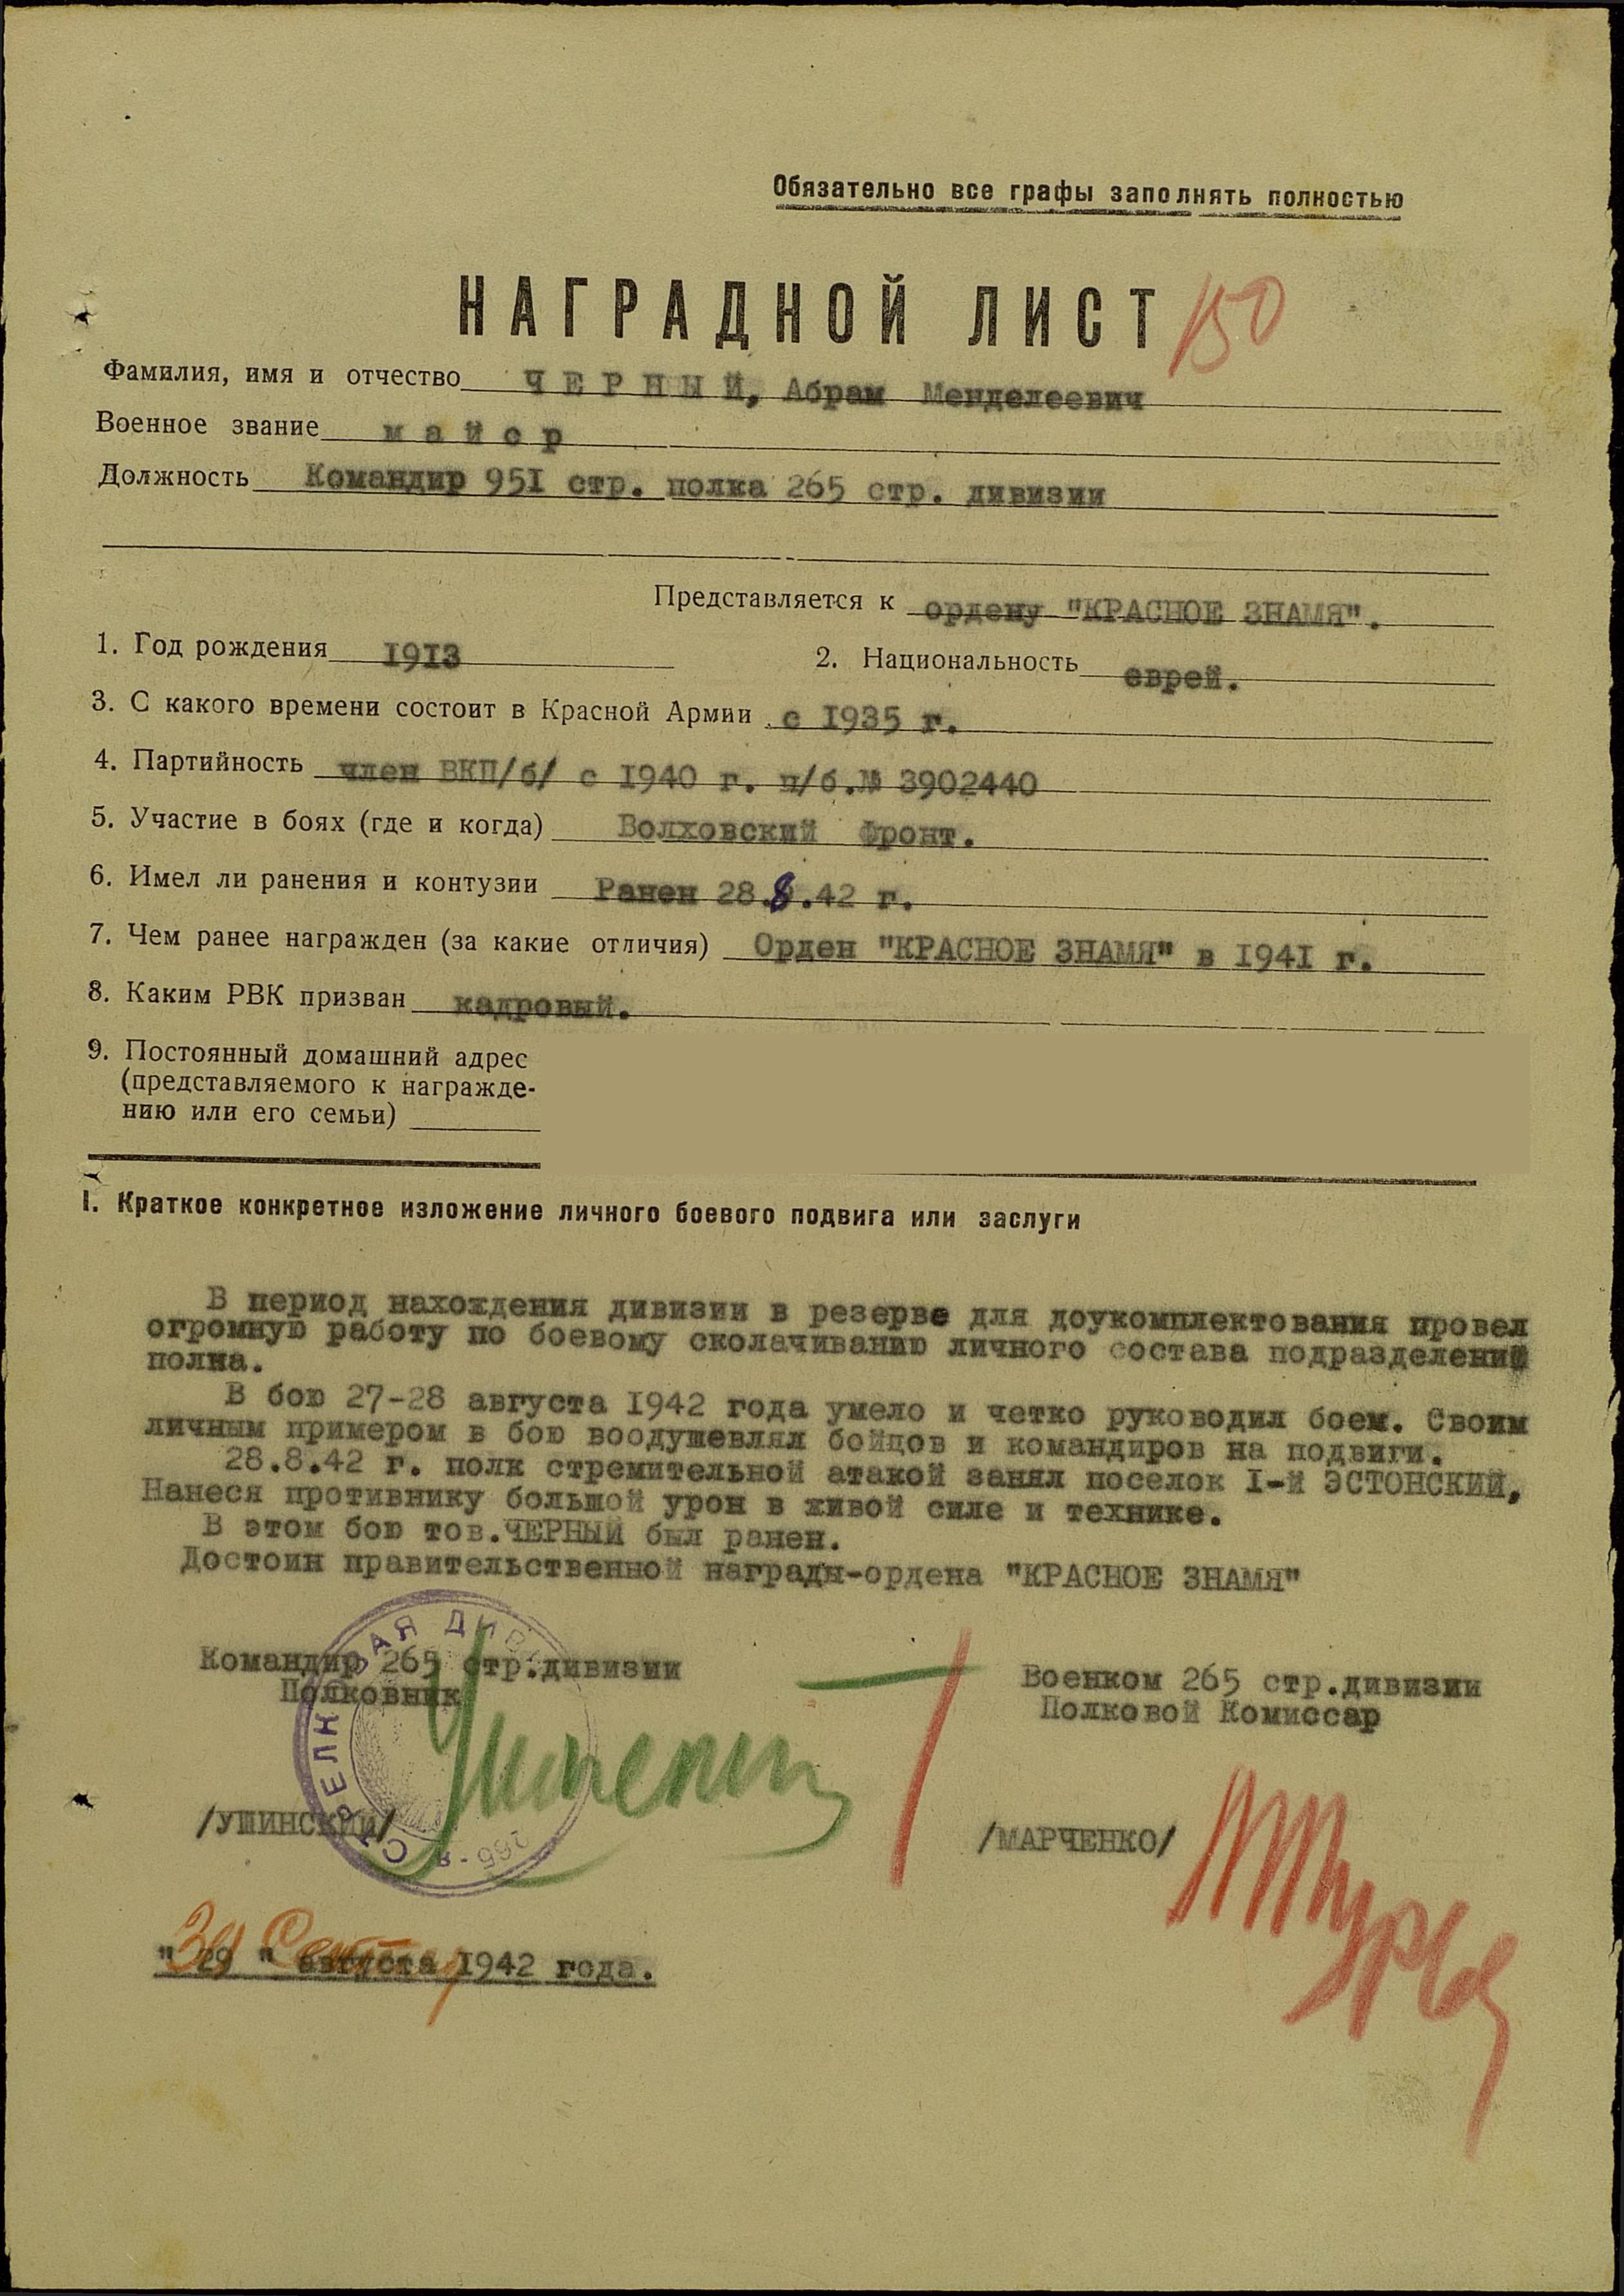 Обязательно все графы заполнять полностью
НАГРАДНОЙ ЛИСТ 150
Фамилия, имя и отчество ЧЕРНЫЙ, Абрам Менделеевич
Военное звание майор
Должность Командир 951 стр. полка 265 стр. дивизии
Представляется к ордену "КРАСНОЕ ЗНАМЯ".
1. Год рождения 1913 2. Национальность еврей.
3. С какого времени состоит в Красной Армии с 1935 г.
4. Партийность член ВКП/б/ с 1940 г. п/б.№ 3902440
5. Участие в боях (где и когда) Волховский Фронт.
6. Имел ли ранения и контузии Ранен 28.8.42 г.
7. Чем ранее награжден (за какие отличия) Орден "КРАСНОЕ ЗНАМЯ" в 1941 г.
8. Каким РВК призван кадровый.
9. Постоянный домашний адрес
(представляемого к награжде-
нию или его семьи)
I. Краткое конкретное изложение личного боевого подвига или заслуги
В период нахождения дивизии в резерве для доукомплектования провел
огромную работу по боевому сколачиванию личного состава подразделений
полка.
В бою 27-28 августа 1942 года умело и четко руководил боем. Своим
личным примером в бою воодушевлял бойцов и командиров на подвиги.
28.8.42 г. полк стремительной атакой занял поселок I-й ЭСТОНСКИЙ,
Нанеся противнику большой урон в живой силе и технике.
В этом бою тов.ЧЕРНЫЙ был ранен.
Достоин правительственной награды-ордена "КРАСНОЕ ЗНАМЯ"
Командир 265 стр.дивизии
Полковник
/УШИНСКИЙ/
Военком 265 стр.дивизии
Полковой Комиссар
/МАРЧЕНКО/
" 29 " августа 1942 года.